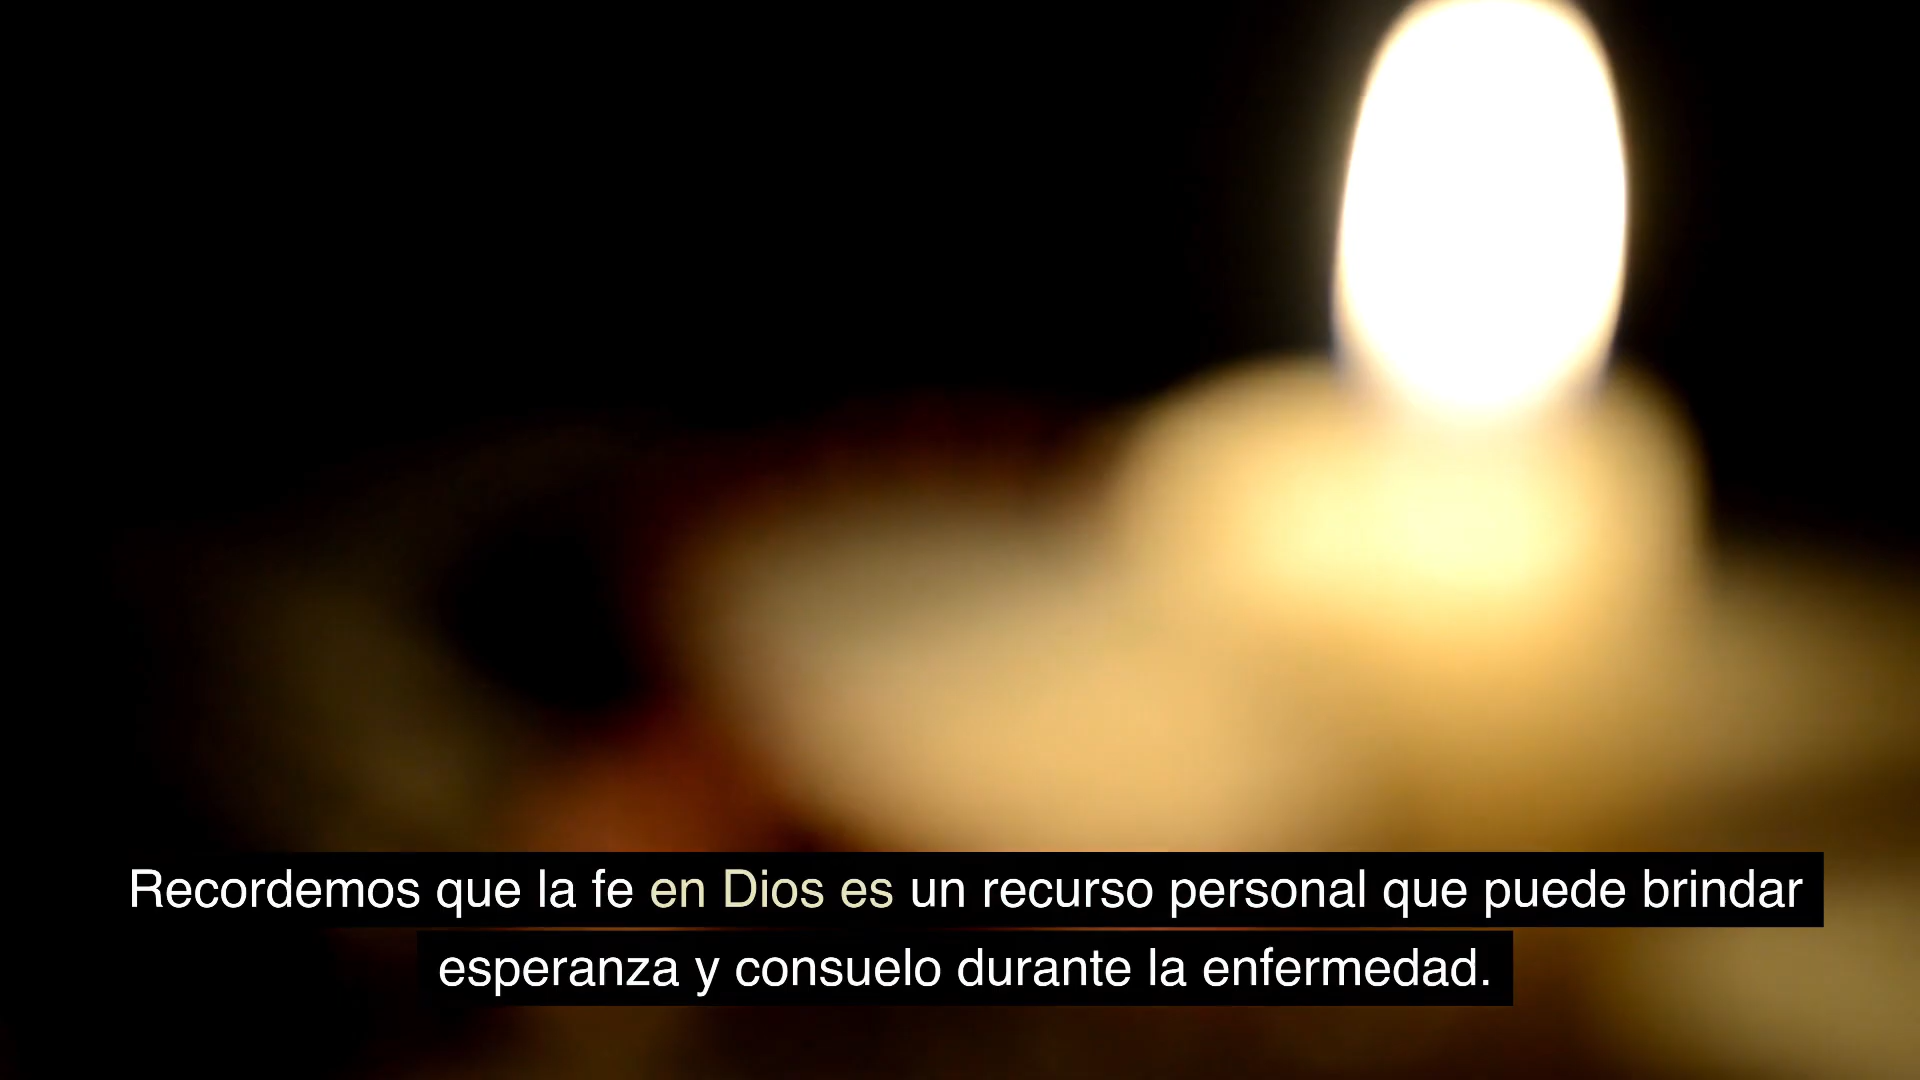 Recordemos que la fe en Dios es un recurso personal que puede brindar
esperanza y consuelo durante la enfermedad.